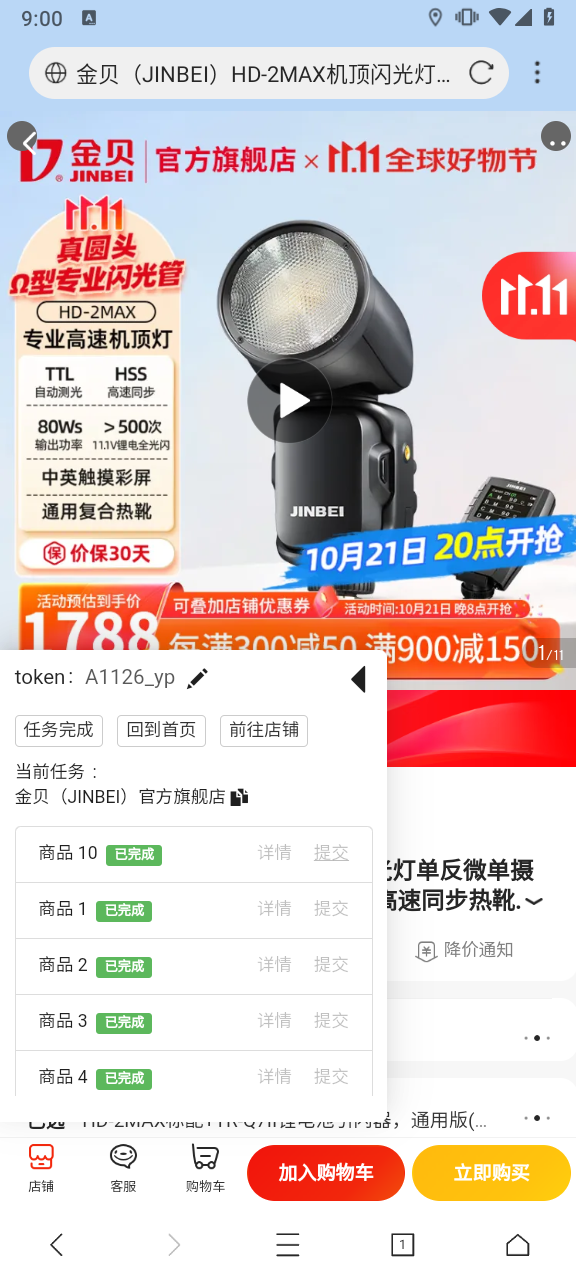 9:00
金贝（JINBEI）HD-2MAX机顶闪光灯...
金贝 JINBEI® 官方旗舰店 × 11.11 全球好物节
11.11
真圆头
Ω型专业闪光管
HD-2MAX
专业高速机顶灯
TTL HSS
自动测光 高速同步
80Ws ＞500次
输出功率 11.1V锂电全光闪
中英触摸彩屏
通用复合热靴
保 价保30天
11.11
JINBEI
JINBEI
10月21日 20点开抢
活动预估到手价 可叠加店铺优惠券 活动时间:10月21日 晚8点开抢
1788 每满300减50 满900减150
1/11
token： A1126_yp
任务完成 回到首页 前往店铺
当前任务 :
金贝（JINBEI）官方旗舰店
商品 10 已完成 详情 提交
商品 1 已完成 详情 提交
商品 2 已完成 详情 提交
商品 3 已完成 详情 提交
商品 4 已完成 详情 提交
光灯单反微单摄
高速同步热靴.
降价通知
店铺 客服 购物车 加入购物车 立即购买
1